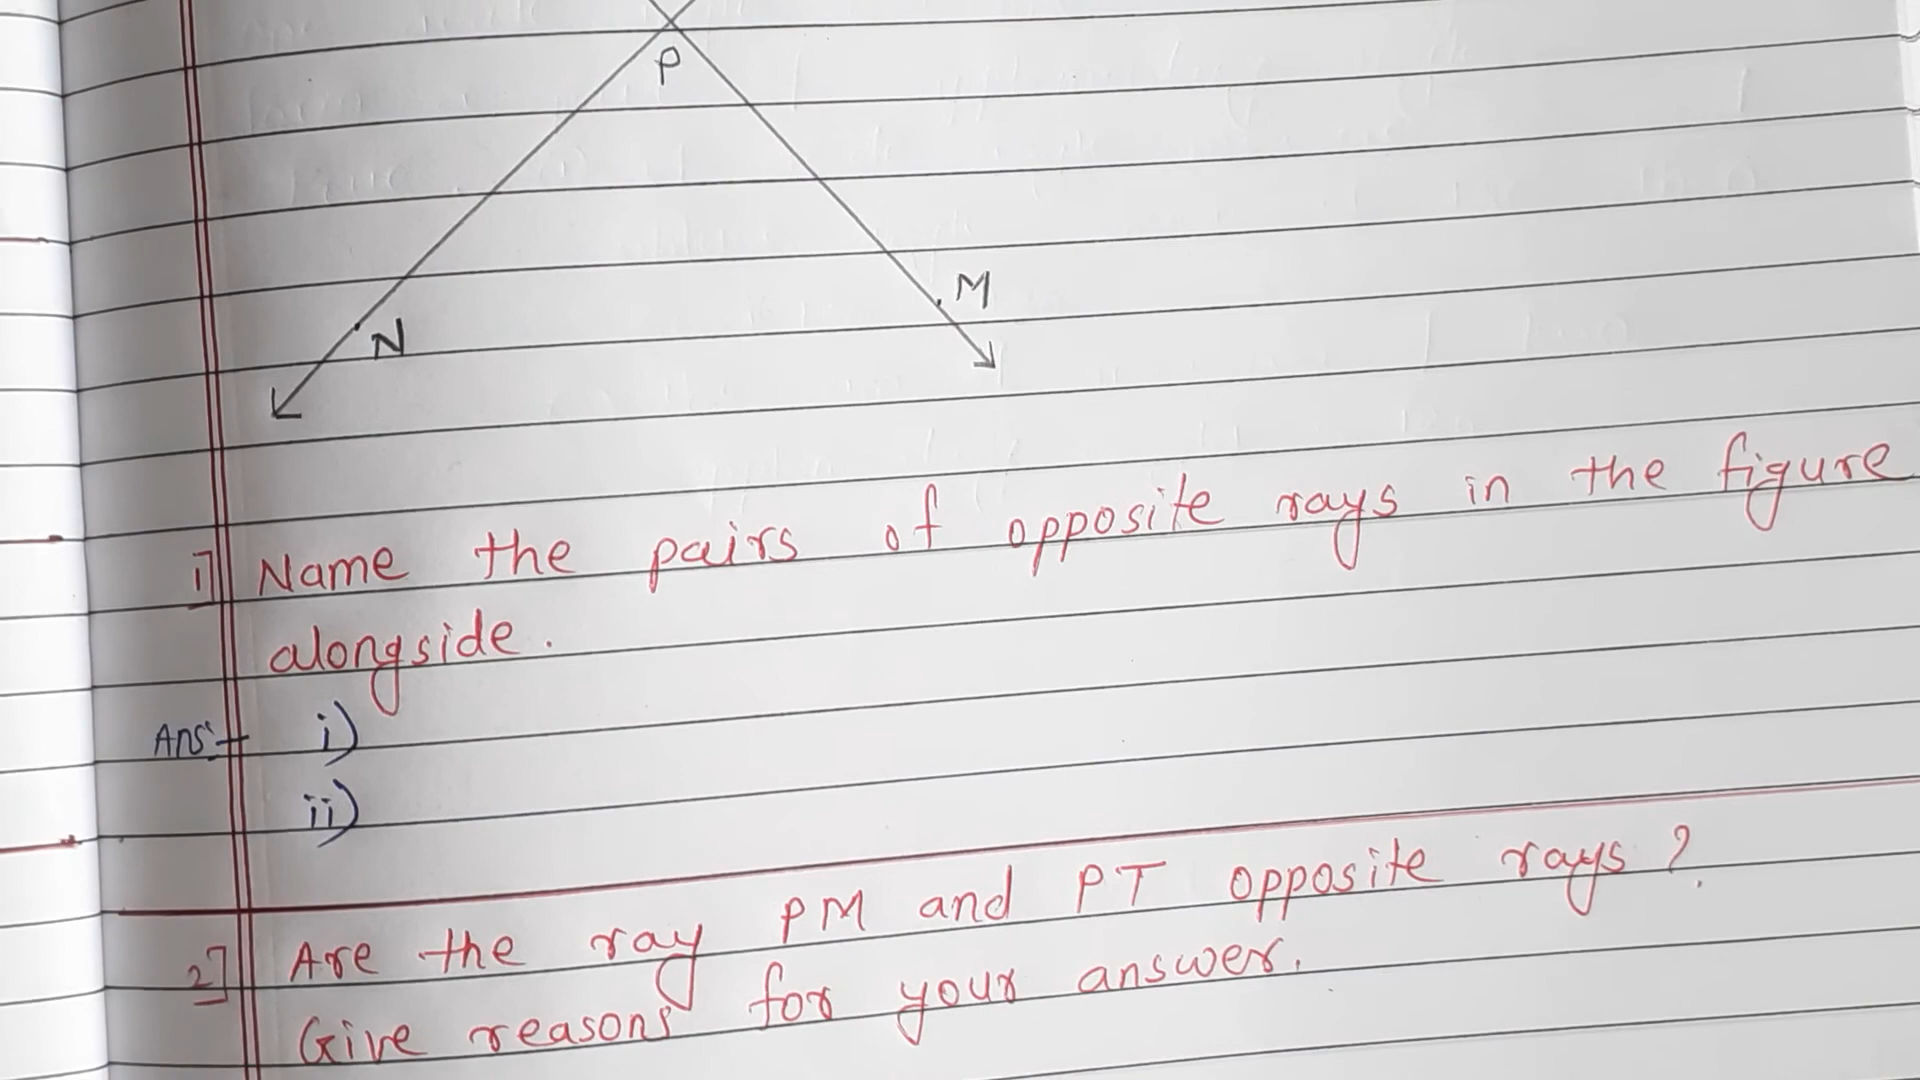 P
M
N
1] Name the pairs of opposite rays in the figure
alongside.
Ans:- i)
ii)
2] Are the ray PM and PT opposite rays?
Give reasons for your answer.